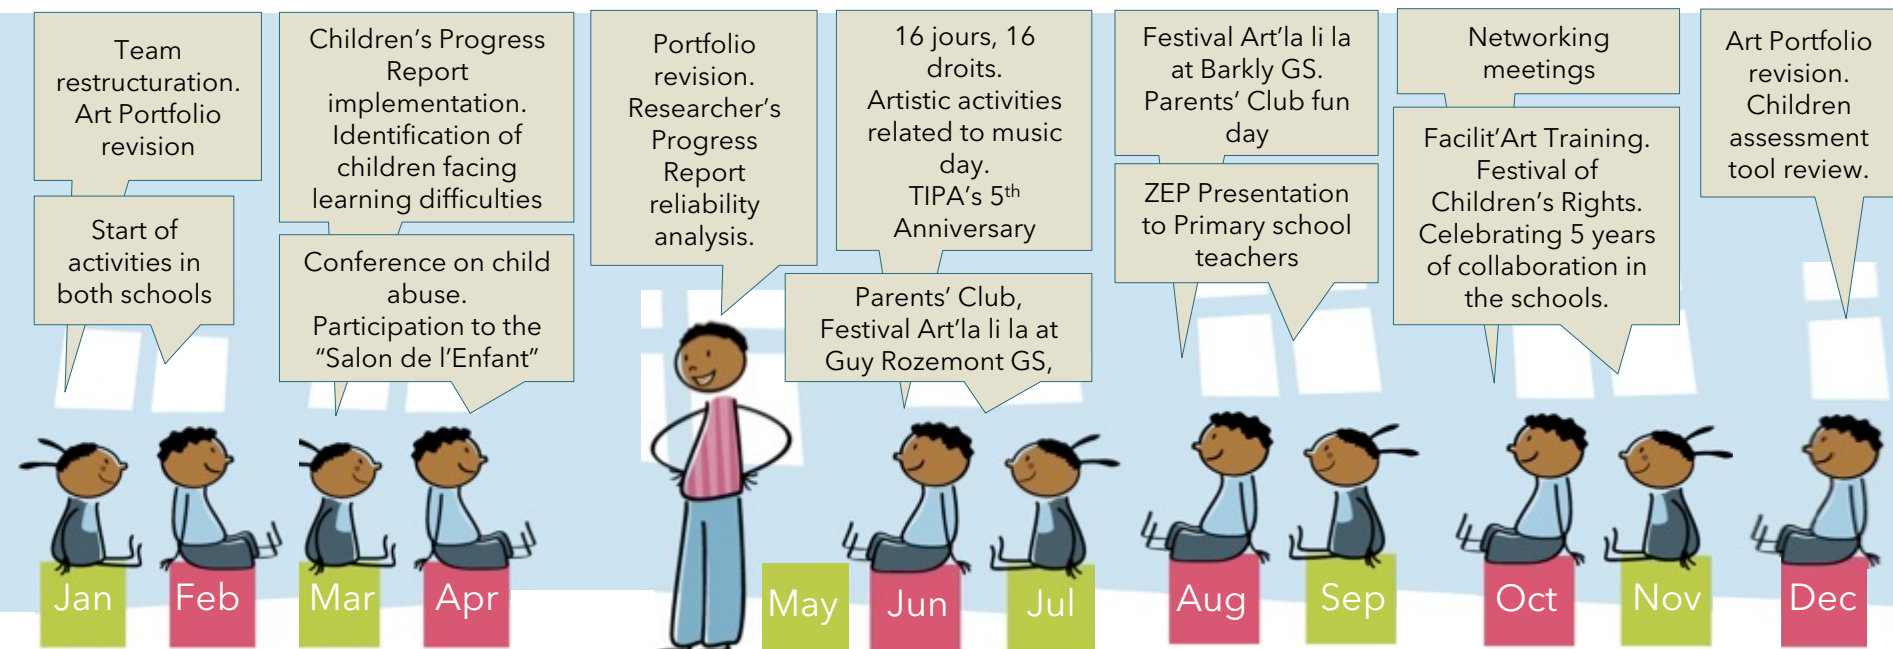 Team
restructuration.
Art Portfolio
revision
Start of
activities in
both schools
Children's Progress
Report
implementation.
Identification of
children facing
learning difficulties
Conference on child
abuse.
Participation to the
"Salon de l'Enfant"
Portfolio
revision.
Researcher's
Progress
Report
reliability
analysis.
16 jours, 16
droits.
Artistic activities
related to music
day.
TIPA's 5th
Anniversary
Parents' Club,
Festival Art'la li la at
Guy Rozemont GS,
Festival Art'la li la
at Barkly GS.
Parents' Club fun
day
ZEP Presentation
to Primary school
teachers
Networking
meetings
Facilit'Art Training.
Festival of
Children's Rights.
Celebrating 5 years
of collaboration in
the schools.
Art Portfolio
revision.
Children
assessment
tool review.
Jan
Feb
Mar
Apr
May
Jun
Jul
Aug
Sep
Oct
Nov
Dec